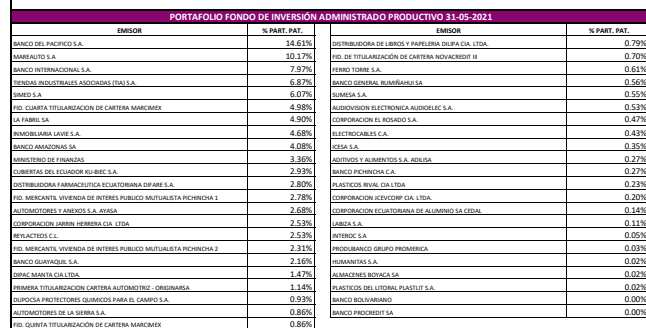 PORTAFOLIO FONDO DE INVERSIÓN ADMINISTRADO PRODUCTIVO 31-05-2021
EMISOR % PART. PAT.
BANCO DEL PACIFICO S.A. 14.61%
MAREAUTO S.A 10.17%
BANCO INTERNACIONAL S.A. 7.97%
TIENDAS INDUSTRIALES ASOCIADAS (TIA) S.A. 6.87%
SIMED S.A 6.07%
FID. CUARTA TITULARIZACION DE CARTERA MARCIMEX 4.98%
LA FABRIL SA 4.90%
INMOBILIARIA LAVIE S.A. 4.68%
BANCO AMAZONAS SA 4.08%
MINISTERIO DE FINANZAS 3.36%
CUBIERTAS DEL ECUADOR KU-BIEC S.A. 2.93%
DISTRIBUIDORA FARMACEUTICA ECUATORIANA DIFARE S.A. 2.80%
FID. MERCANTIL VIVIENDA DE INTERES PUBLICO MUTUALISTA PICHINCHA 1 2.78%
AUTOMOTORES Y ANEXOS S.A. AYASA 2.68%
CORPORACION JARRIN HERRERA CIA LTDA 2.53%
REYLACTEOS C.L. 2.53%
FID. MERCANTIL VIVIENDA DE INTERES PUBLICO MUTUALISTA PICHINCHA 2 2.31%
BANCO GUAYAQUIL S.A. 2.16%
DIPAC MANTA CIA LTDA. 1.47%
PRIMERA TITULARIZACION CARTERA AUTOMOTRIZ - ORIGINARSA 1.14%
DUPOCSA PROTECTORES QUIMICOS PARA EL CAMPO S.A. 0.93%
AUTOMOTORES DE LA SIERRA S.A. 0.86%
FID. QUINTA TITULARIZACIÓN DE CARTERA MARCIMEX 0.86%
EMISOR % PART. PAT.
DISTRIBUIDORA DE LIBROS Y PAPELERIA DILIPA CIA. LTDA. 0.79%
FID. DE TITULARIZACIÓN DE CARTERA NOVACREDIT III 0.70%
FERRO TORRE S.A. 0.61%
BANCO GENERAL RUMIÑAHUI SA 0.56%
SUMESA S.A. 0.55%
AUDIOVISION ELECTRONICA AUDIOELEC S.A. 0.53%
CORPORACION EL ROSADO S.A. 0.47%
ELECTROCABLES C.A. 0.43%
ICESA S.A. 0.35%
ADITIVOS Y ALIMENTOS S.A. ADILISA 0.27%
BANCO PICHINCHA C.A. 0.27%
PLASTICOS RIVAL CIA LTDA 0.23%
CORPORACION JCEVCORP CIA. LTDA. 0.20%
CORPORACION ECUATORIANA DE ALUMINIO SA CEDAL 0.14%
LABIZA S.A. 0.11%
INTEROC S.A 0.05%
PRODUBANCO GRUPO PROMERICA 0.03%
HUMANITAS S.A. 0.02%
ALMACENES BOYACA SA 0.02%
PLASTICOS DEL LITORAL PLASTLIT S.A. 0.02%
BANCO BOLIVARIANO 0.00%
BANCO PROCREDIT SA 0.00%